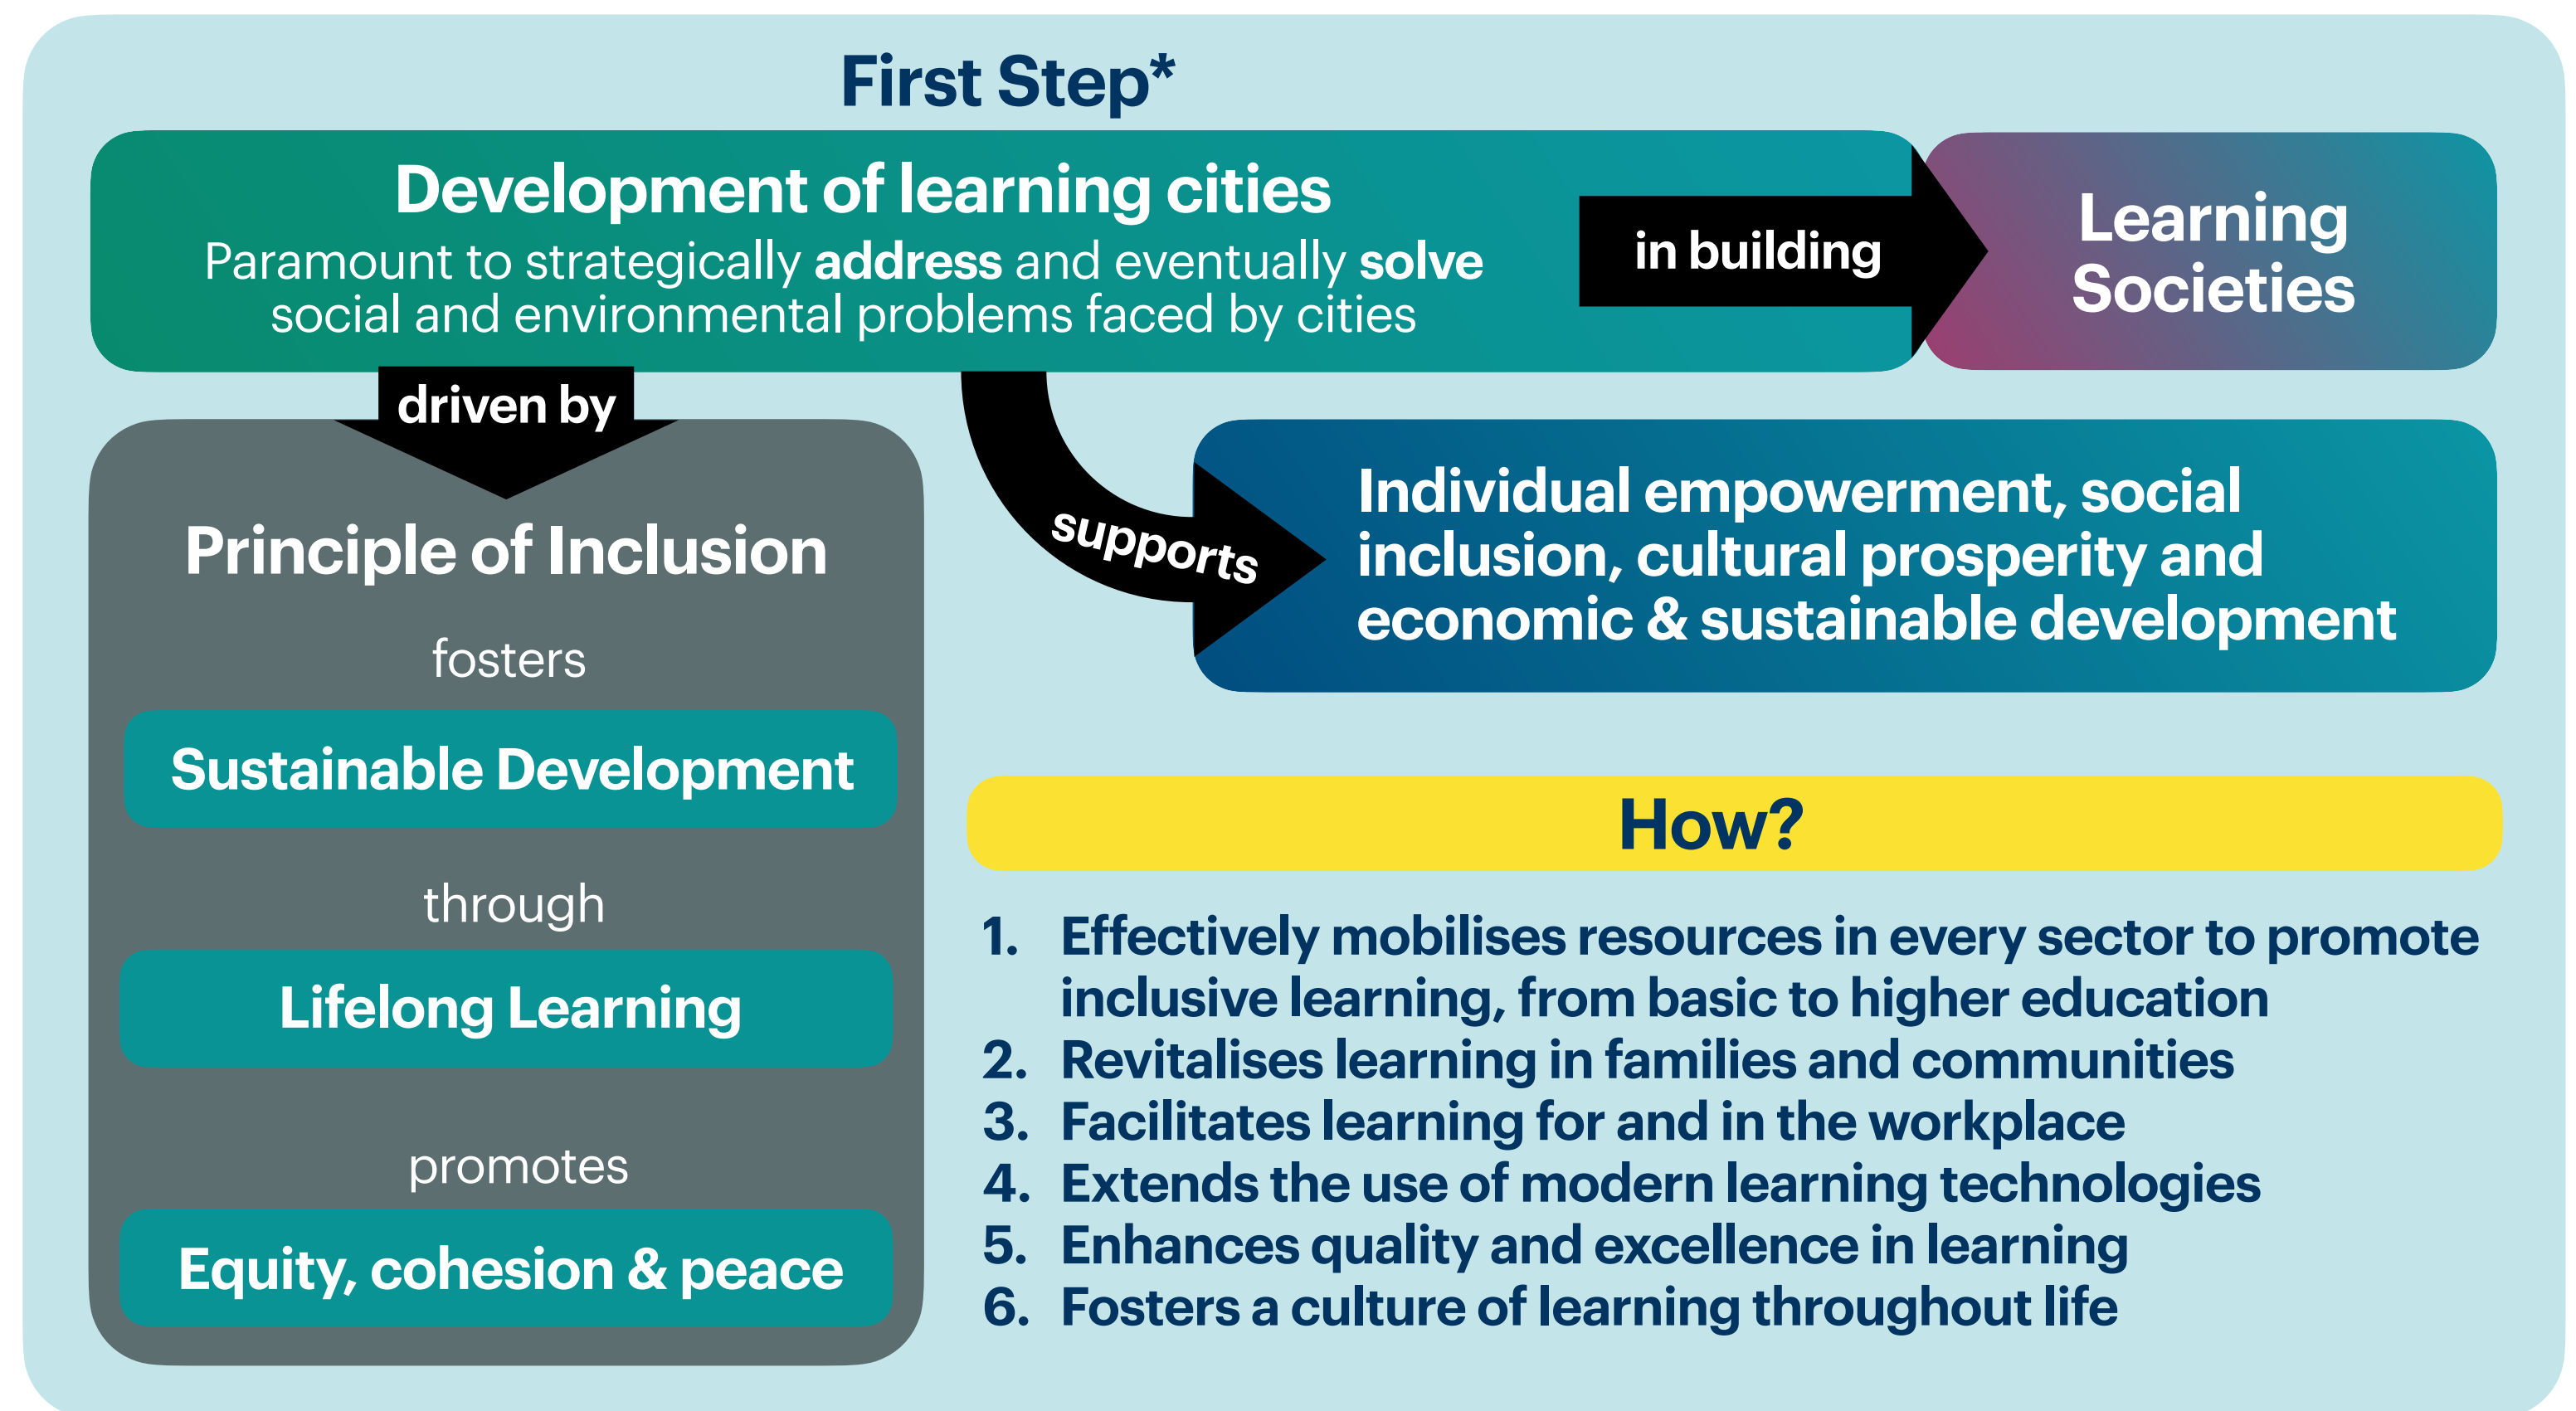 First Step*
Development of learning cities
Paramount to strategically address and eventually solve
social and environmental problems faced by cities
in building
Learning
Societies
driven by
Principle of Inclusion
fosters
Sustainable Development
through
Lifelong Learning
promotes
Equity, cohesion & peace
supports
Individual empowerment, social
inclusion, cultural prosperity and
economic & sustainable development
How?
1. Effectively mobilises resources in every sector to promote
inclusive learning, from basic to higher education
2. Revitalises learning in families and communities
3. Facilitates learning for and in the workplace
4. Extends the use of modern learning technologies
5. Enhances quality and excellence in learning
6. Fosters a culture of learning throughout life